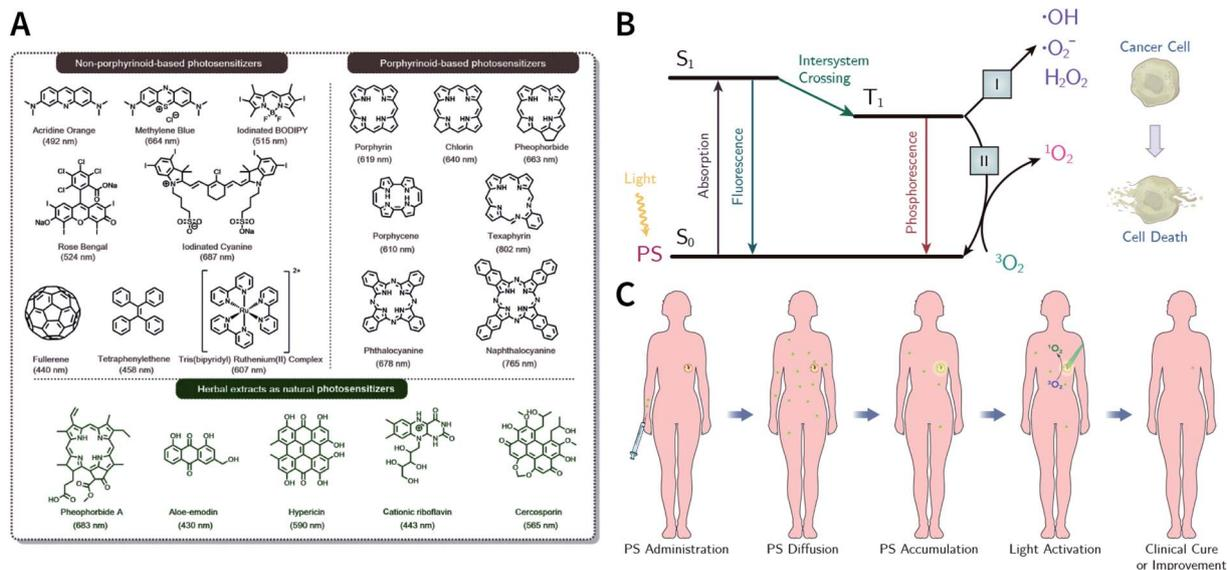 A
Non-porphyrinoid-based photosensitizers
Acridine Orange
(492 nm)
Methylene Blue
(664 nm)
Iodinated BODIPY
(515 nm)
Rose Bengal
(524 nm)
Iodinated Cyanine
(687 nm)
Fullerene
(440 nm)
Tetraphenylethene
(458 nm)
Tris(bipyridyl) Ruthenium(II) Complex
(607 nm)
Porphyrinoid-based photosensitizers
Porphyrin
(619 nm)
Chlorin
(640 nm)
Pheophorbide
(663 nm)
Porphycene
(610 nm)
Texaphyrin
(802 nm)
Phthalocyanine
(678 nm)
Naphthalocyanine
(765 nm)
Herbal extracts as natural photosensitizers
Pheophorbide A
(683 nm)
Aloe-emodin
(430 nm)
Hypericin
(590 nm)
Cationic riboflavin
(443 nm)
Cercosporin
(565 nm)
B
S₁
Intersystem
Crossing
T₁
Absorption
Fluorescence
Phosphorescence
Light
PS
S₀
I
II
·OH
·O₂⁻
H₂O₂
¹O₂
³O₂
Cancer Cell
Cell Death
C
¹O₂
³O₂
PS Administration
PS Diffusion
PS Accumulation
Light Activation
Clinical Cure
or Improvement